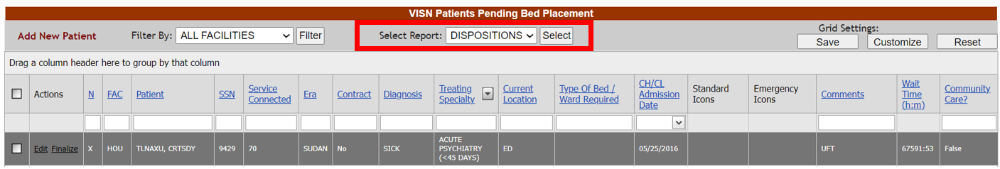 VISN Patients Pending Bed Placement
Add New Patient Filter By: ALL FACILITIES Filter Select Report: DISPOSITIONS Select Grid Settings:
Save Customize Reset
Drag a column header here to group by that column
Actions N FAC Patient SSN Service Connected Era Contract Diagnosis Treating Specialty Current Location Type Of Bed / Ward Required CH/CL Admission Date Standard Icons Emergency Icons Comments Wait Time (h:m) Community Care?
Edit Finalize X HOU TLNAXU, CRTSDY 9429 70 SUDAN No SICK ACUTE PSYCHIATRY (<45 DAYS) ED 05/25/2016 UFT 67591:53 False